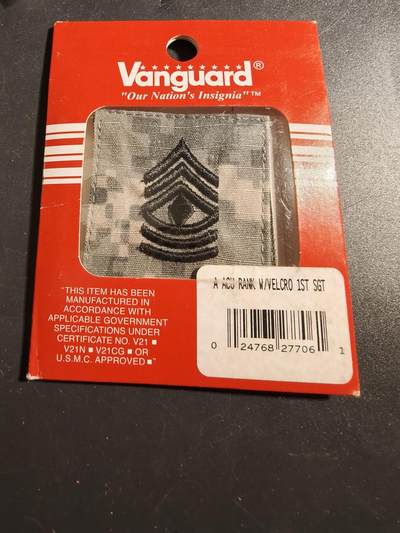 Vanguard®
"Our Nation's Insignia"™
"THIS ITEM HAS BEEN
MANUFACTURED IN
ACCORDANCE WITH
APPLICABLE GOVERNMENT
SPECIFICATIONS UNDER
CERTIFICATE NO. V21 ■
V21N ■ V21CG ■ OR
U.S.M.C. APPROVED ■"
A ACU RANK W/VELCRO 1ST SGT
0 24768 27706 1